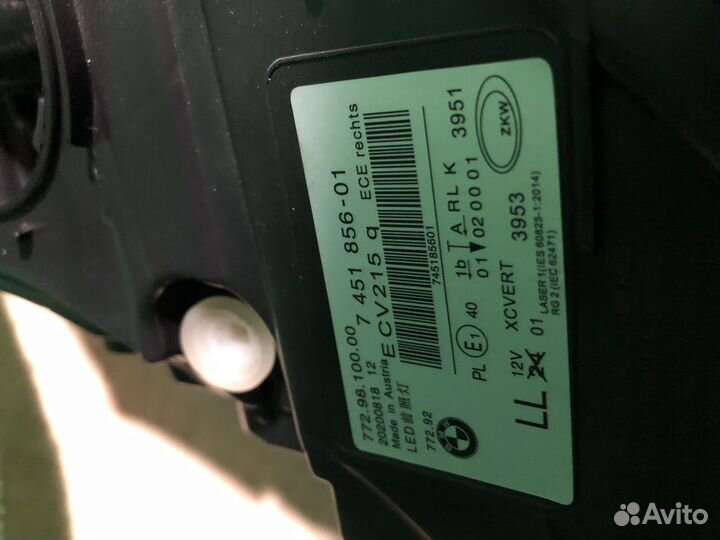 772.98.100.00 7 451 856-01
20200818 12
Made in Austria ECV215 q ECE rechts
LED前照灯
745185601
772.92
PL E1 40 1b A RL K 3951
01 02 00 01
12V XCVERT 3953
LL 24 01 LASER 1(IES 60825-1:2014)
RG 2 (IEC 62471)
ZKW
Avito